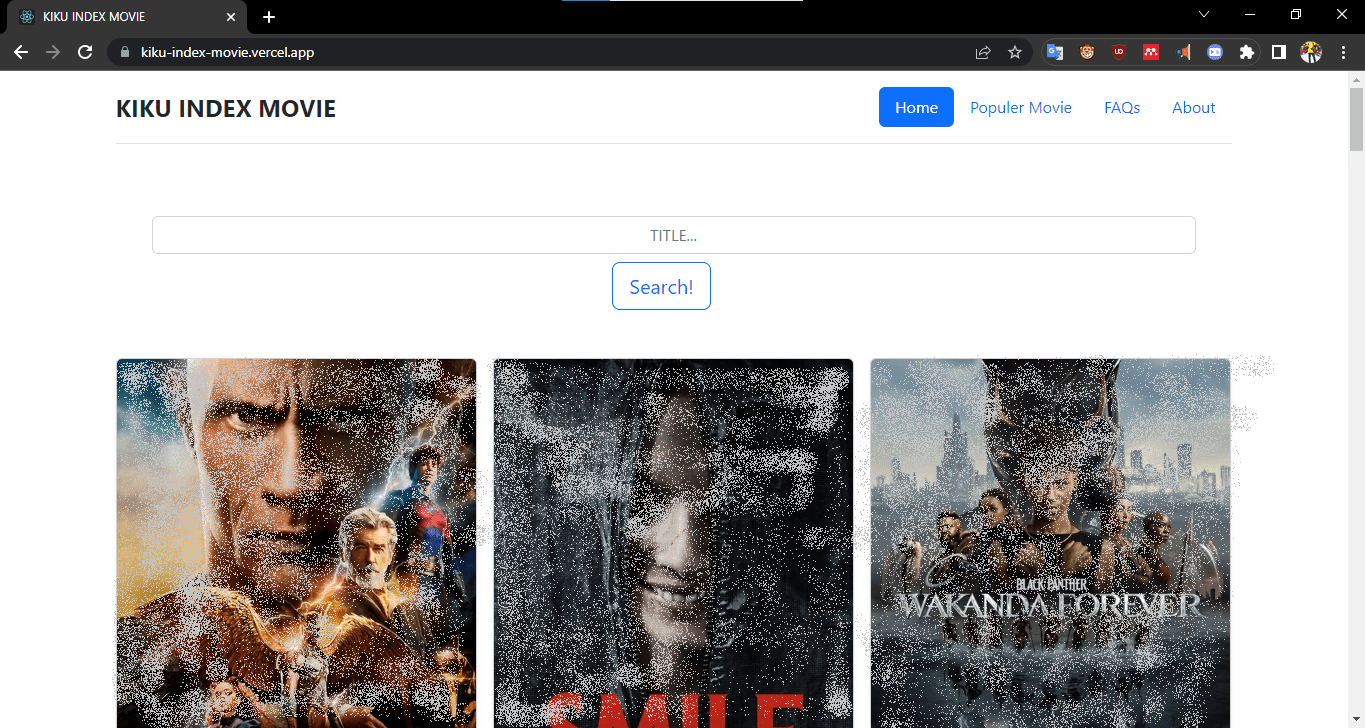 KIKU INDEX MOVIE
kiku-index-movie.vercel.app
KIKU INDEX MOVIE
Home Populer Movie FAQs About
TITLE...
Search!
BLACK PANTHER
WAKANDA FOREVER
SMILE